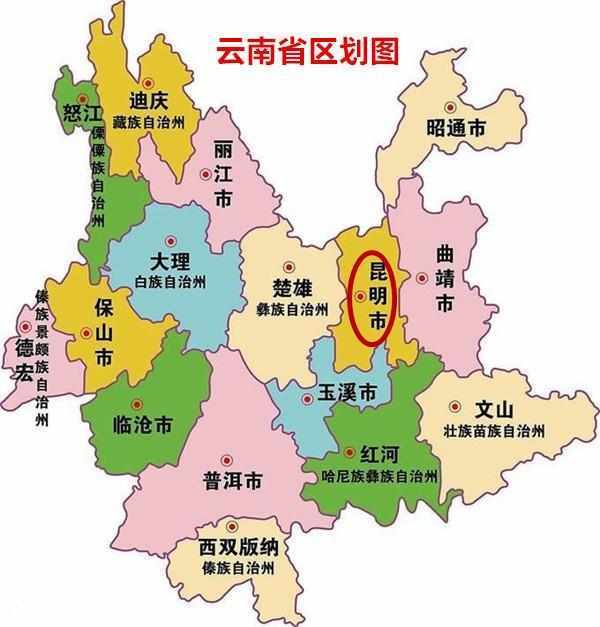 云南省区划图
迪庆
藏族自治州
怒江
傈僳族自治州
丽江市
昭通市
大理
白族自治州
楚雄
彝族自治州
昆明市
曲靖市
保山市
德宏
傣族景颇族自治州
临沧市
玉溪市
文山
壮族苗族自治州
红河
哈尼族彝族自治州
普洱市
西双版纳
傣族自治州